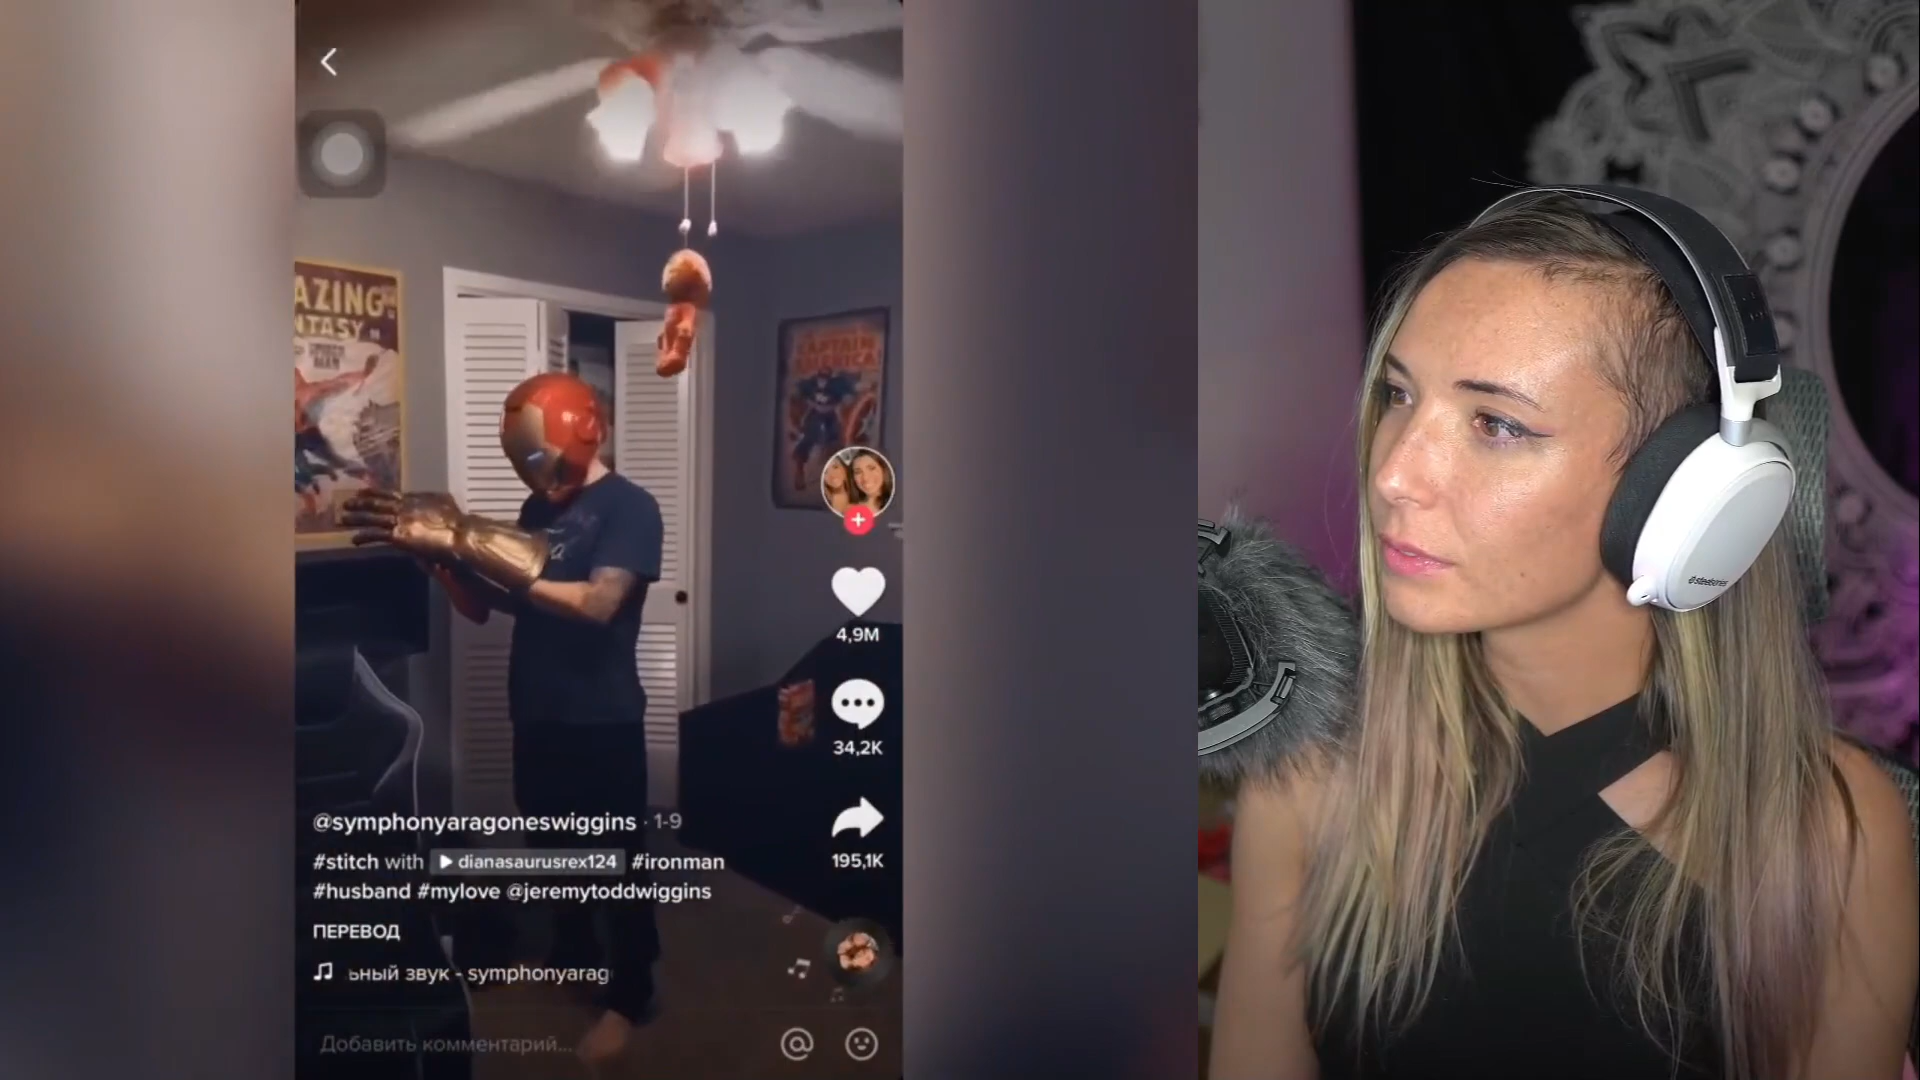 AZING
NTASY
CAPTAIN
AMERICA
4,9M
34,2K
195,1K
@symphonyaragoneswiggins · 1-9
#stitch with dianasaurusrex124 #ironman
#husband #mylove @jeremytoddwiggins
ПЕРЕВОД
ьный звук - symphonyarag
Добавить комментарий...
steelseries